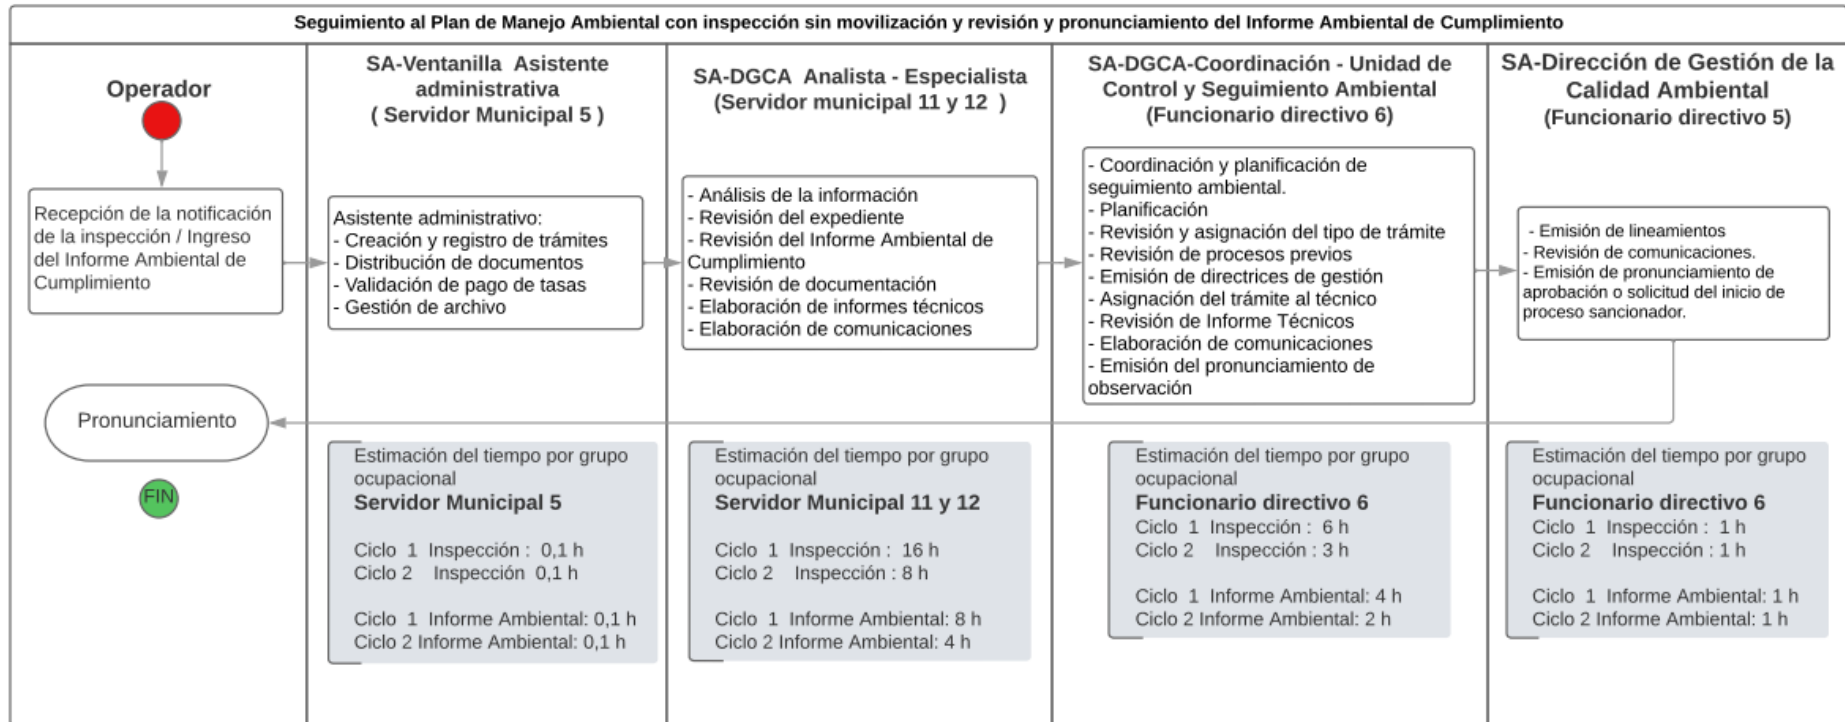 Seguimiento al Plan de Manejo Ambiental con inspección sin movilización y revisión y pronunciamiento del Informe Ambiental de Cumplimiento
Operador
Recepción de la notificación
de la inspección / Ingreso
del Informe Ambiental de
Cumplimiento
Pronunciamiento
FIN
SA-Ventanilla Asistente
administrativa
( Servidor Municipal 5 )
Asistente administrativo:
- Creación y registro de trámites
- Distribución de documentos
- Validación de pago de tasas
- Gestión de archivo
Estimación del tiempo por grupo
ocupacional
Servidor Municipal 5
Ciclo 1 Inspección : 0,1 h
Ciclo 2 Inspección 0,1 h
Ciclo 1 Informe Ambiental: 0,1 h
Ciclo 2 Informe Ambiental: 0,1 h
SA-DGCA Analista - Especialista
(Servidor municipal 11 y 12 )
- Análisis de la información
- Revisión del expediente
- Revisión del Informe Ambiental de
Cumplimiento
- Revisión de documentación
- Elaboración de informes técnicos
- Elaboración de comunicaciones
Estimación del tiempo por grupo
ocupacional
Servidor Municipal 11 y 12
Ciclo 1 Inspección : 16 h
Ciclo 2 Inspección : 8 h
Ciclo 1 Informe Ambiental: 8 h
Ciclo 2 Informe Ambiental: 4 h
SA-DGCA-Coordinación - Unidad de
Control y Seguimiento Ambiental
(Funcionario directivo 6)
- Coordinación y planificación de
seguimiento ambiental.
- Planificación
- Revisión y asignación del tipo de trámite
- Revisión de procesos previos
- Emisión de directrices de gestión
- Asignación del trámite al técnico
- Revisión de Informe Técnicos
- Elaboración de comunicaciones
- Emisión del pronunciamiento de
observación
Estimación del tiempo por grupo
ocupacional
Funcionario directivo 6
Ciclo 1 Inspección : 6 h
Ciclo 2 Inspección : 3 h
Ciclo 1 Informe Ambiental: 4 h
Ciclo 2 Informe Ambiental: 2 h
SA-Dirección de Gestión de la
Calidad Ambiental
(Funcionario directivo 5)
- Emisión de lineamientos
- Revisión de comunicaciones.
- Emisión de pronunciamiento de
aprobación o solicitud del inicio de
proceso sancionador.
Estimación del tiempo por grupo
ocupacional
Funcionario directivo 6
Ciclo 1 Inspección : 1 h
Ciclo 2 Inspección : 1 h
Ciclo 1 Informe Ambiental: 1 h
Ciclo 2 Informe Ambiental: 1 h